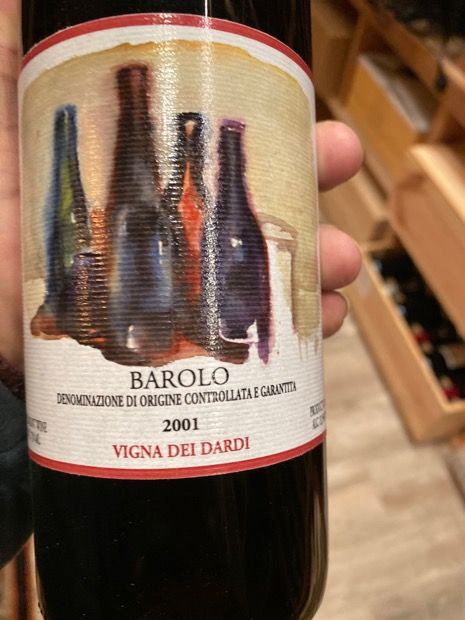 BAROLO
DENOMINAZIONE DI ORIGINE CONTROLLATA E GARANTITA
2001
VIGNA DEI DARDI